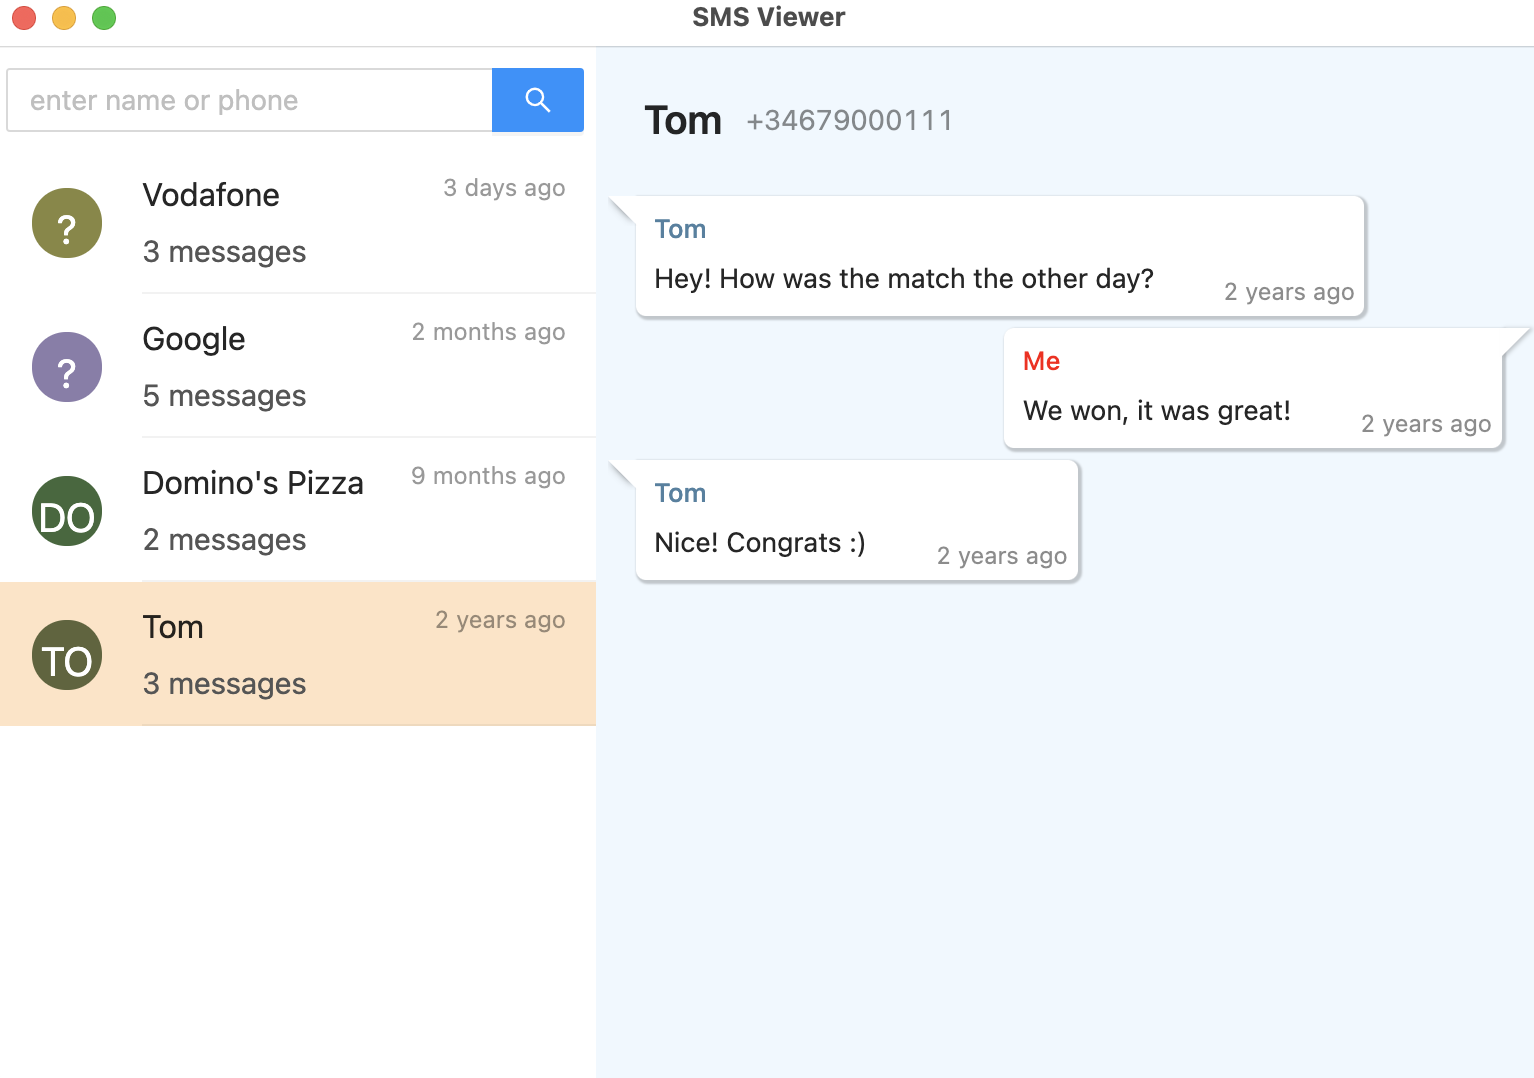 SMS Viewer
enter name or phone
? Vodafone 3 days ago
3 messages
? Google 2 months ago
5 messages
DO Domino's Pizza 9 months ago
2 messages
TO Tom 2 years ago
3 messages
Tom +34679000111
Tom
Hey! How was the match the other day? 2 years ago
Me
We won, it was great! 2 years ago
Tom
Nice! Congrats :) 2 years ago